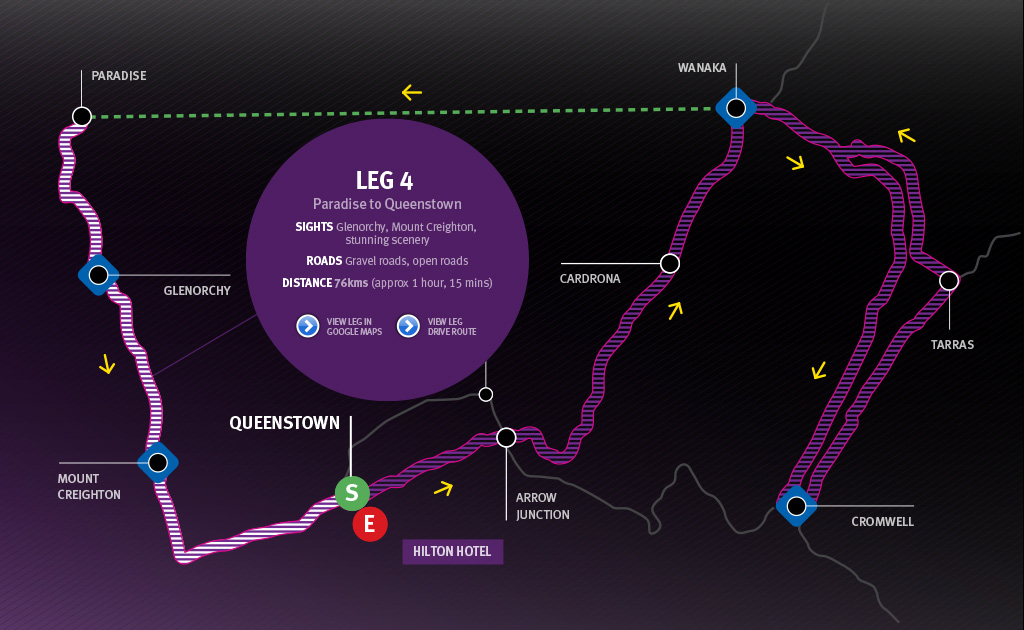 PARADISE
WANAKA
LEG 4
Paradise to Queenstown
SIGHTS Glenorchy, Mount Creighton,
stunning scenery
ROADS Gravel roads, open roads
DISTANCE 76kms (approx 1 hour, 15 mins)
VIEW LEG IN
GOOGLE MAPS
VIEW LEG
DRIVE ROUTE
GLENORCHY
CARDRONA
TARRAS
QUEENSTOWN
MOUNT
CREIGHTON
S
E
ARROW
JUNCTION
CROMWELL
HILTON HOTEL